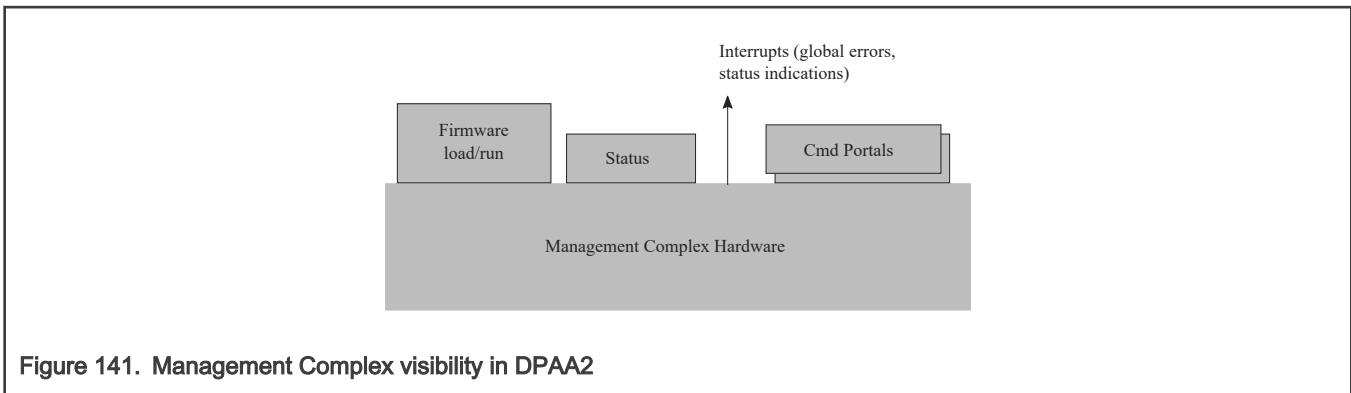 Interrupts (global errors,
status indications)
Firmware
load/run
Status
Cmd Portals
Management Complex Hardware
Figure 141. Management Complex visibility in DPAA2